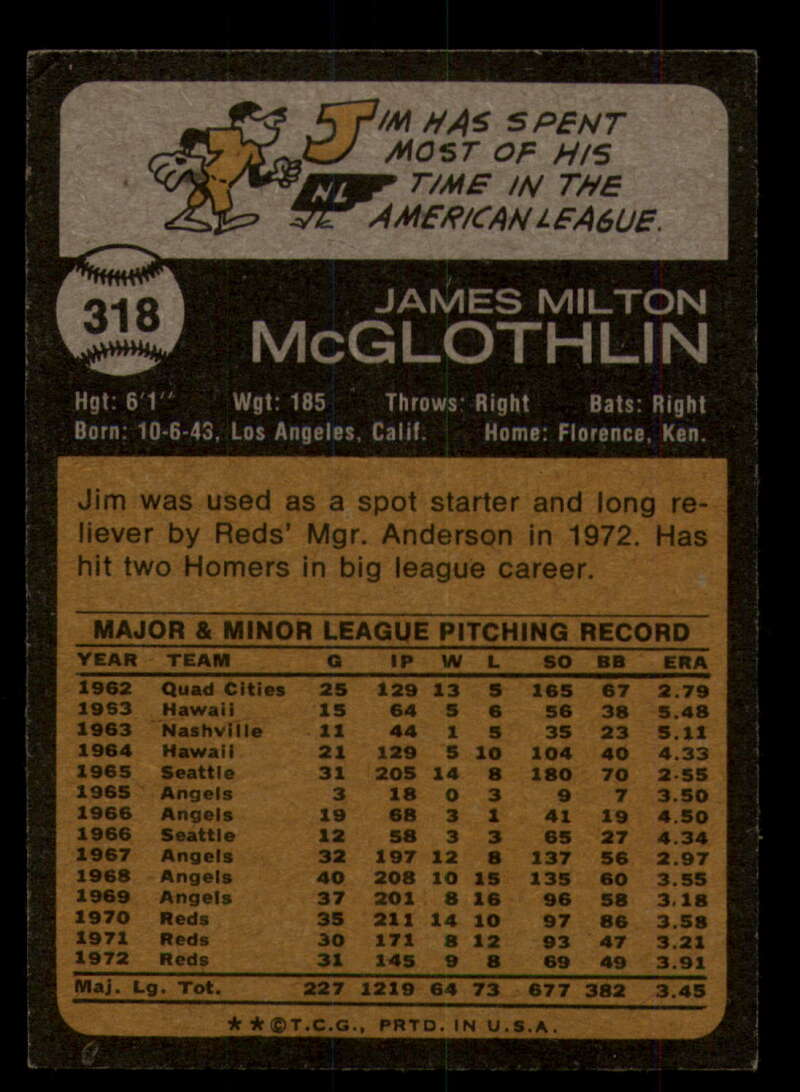 JIM HAS SPENT
MOST OF HIS
TIME IN THE
NL
AMERICAN LEAGUE.
318
JAMES MILTON
McGLOTHLIN
Hgt: 6'1" Wgt: 185 Throws: Right Bats: Right
Born: 10-6-43, Los Angeles, Calif. Home: Florence, Ken.
Jim was used as a spot starter and long re-
liever by Reds' Mgr. Anderson in 1972. Has
hit two Homers in big league career.
MAJOR & MINOR LEAGUE PITCHING RECORD
YEAR TEAM G IP W L SO BB ERA
1962 Quad Cities 25 129 13 5 165 67 2.79
1963 Hawaii 15 64 5 6 56 38 5.48
1963 Nashville 11 44 1 5 35 23 5.11
1964 Hawaii 21 129 5 10 104 40 4.33
1965 Seattle 31 205 14 8 180 70 2.55
1965 Angels 3 18 0 3 9 7 3.50
1966 Angels 19 68 3 1 41 19 4.50
1966 Seattle 12 58 3 3 65 27 4.34
1967 Angels 32 197 12 8 137 56 2.97
1968 Angels 40 208 10 15 135 60 3.55
1969 Angels 37 201 8 16 96 58 3.18
1970 Reds 35 211 14 10 97 86 3.58
1971 Reds 30 171 8 12 93 47 3.21
1972 Reds 31 145 9 8 69 49 3.91
Maj. Lg. Tot. 227 1219 64 73 677 382 3.45
★ ★ © T.C.G., PRTD. IN U.S.A.